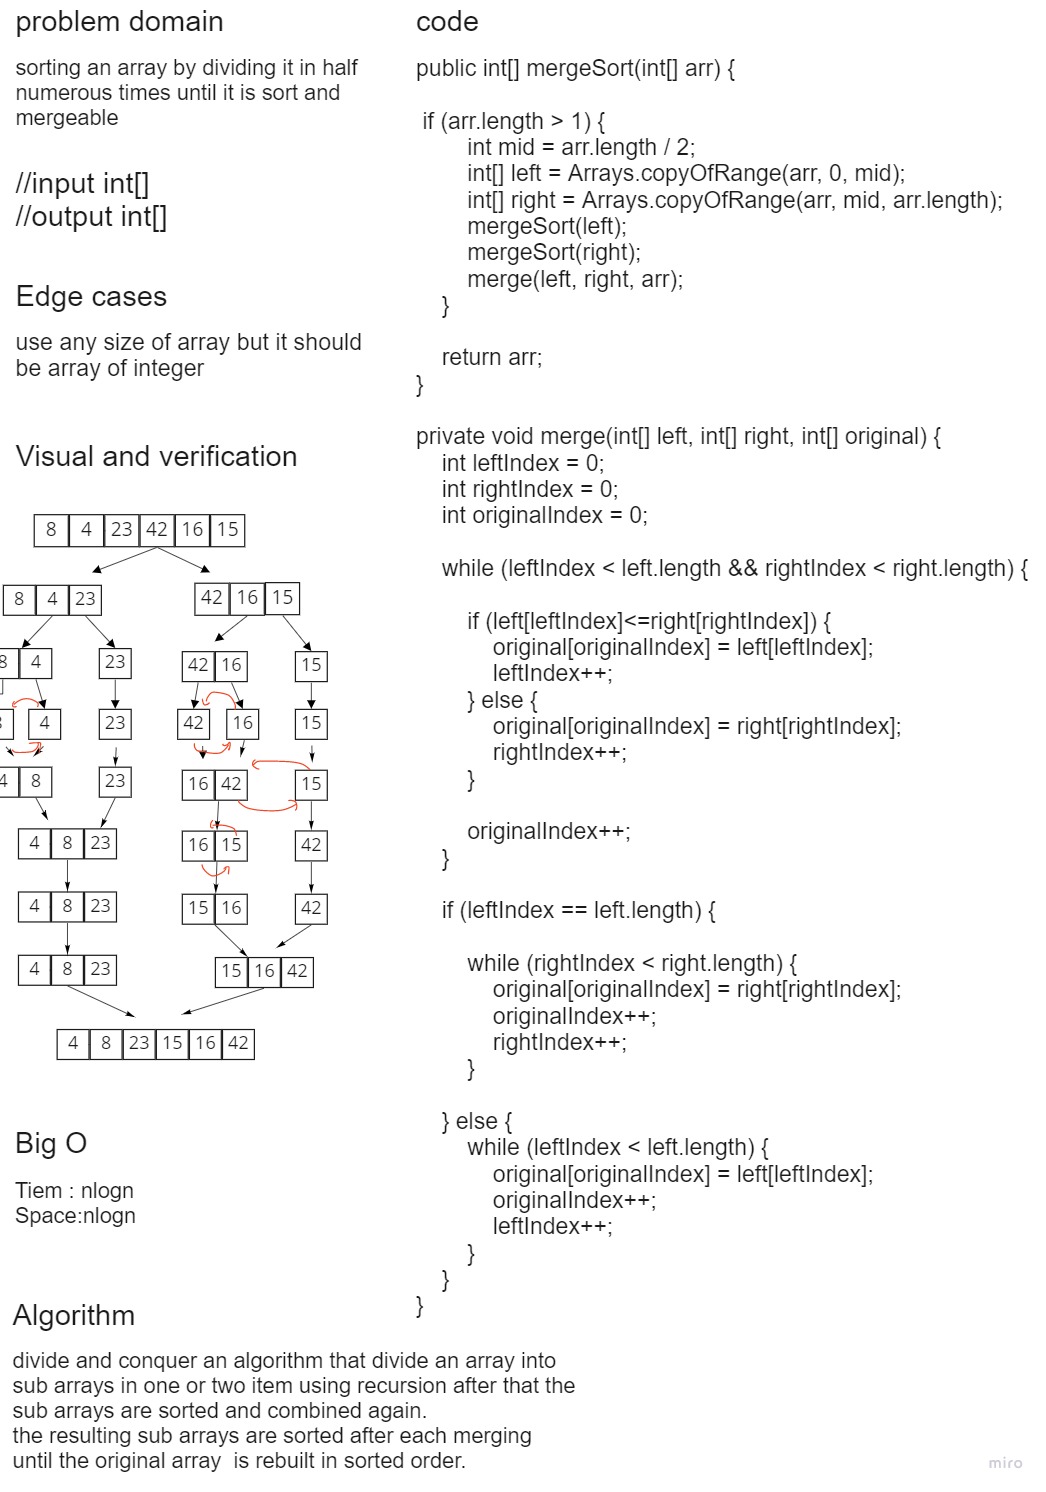 problem domain
sorting an array by dividing it in half
numerous times until it is sort and
mergeable
//input int[]
//output int[]
Edge cases
use any size of array but it should
be array of integer
Visual and verification
8 4 23 42 16 15
8 4 23 42 16 15
8 4 23 42 16 15
8 4 23 42 16 15
4 8 23 16 42 15
4 8 23 16 15 42
4 8 23 15 16 42
4 8 23 15 16 42
4 8 23 15 16 42
Big O
Tiem : nlogn
Space:nlogn
Algorithm
divide and conquer an algorithm that divide an array into
sub arrays in one or two item using recursion after that the
sub arrays are sorted and combined again.
the resulting sub arrays are sorted after each merging
until the original array  is rebuilt in sorted order.
code
public int[] mergeSort(int[] arr) {
if (arr.length > 1) {
int mid = arr.length / 2;
int[] left = Arrays.copyOfRange(arr, 0, mid);
int[] right = Arrays.copyOfRange(arr, mid, arr.length);
mergeSort(left);
mergeSort(right);
merge(left, right, arr);
}
return arr;
}
private void merge(int[] left, int[] right, int[] original) {
int leftIndex = 0;
int rightIndex = 0;
int originalIndex = 0;
while (leftIndex < left.length && rightIndex < right.length) {
if (left[leftIndex]<=right[rightIndex]) {
original[originalIndex] = left[leftIndex];
leftIndex++;
} else {
original[originalIndex] = right[rightIndex];
rightIndex++;
}
originalIndex++;
}
if (leftIndex == left.length) {
while (rightIndex < right.length) {
original[originalIndex] = right[rightIndex];
originalIndex++;
rightIndex++;
}
} else {
while (leftIndex < left.length) {
original[originalIndex] = left[leftIndex];
originalIndex++;
leftIndex++;
}
}
}
miro